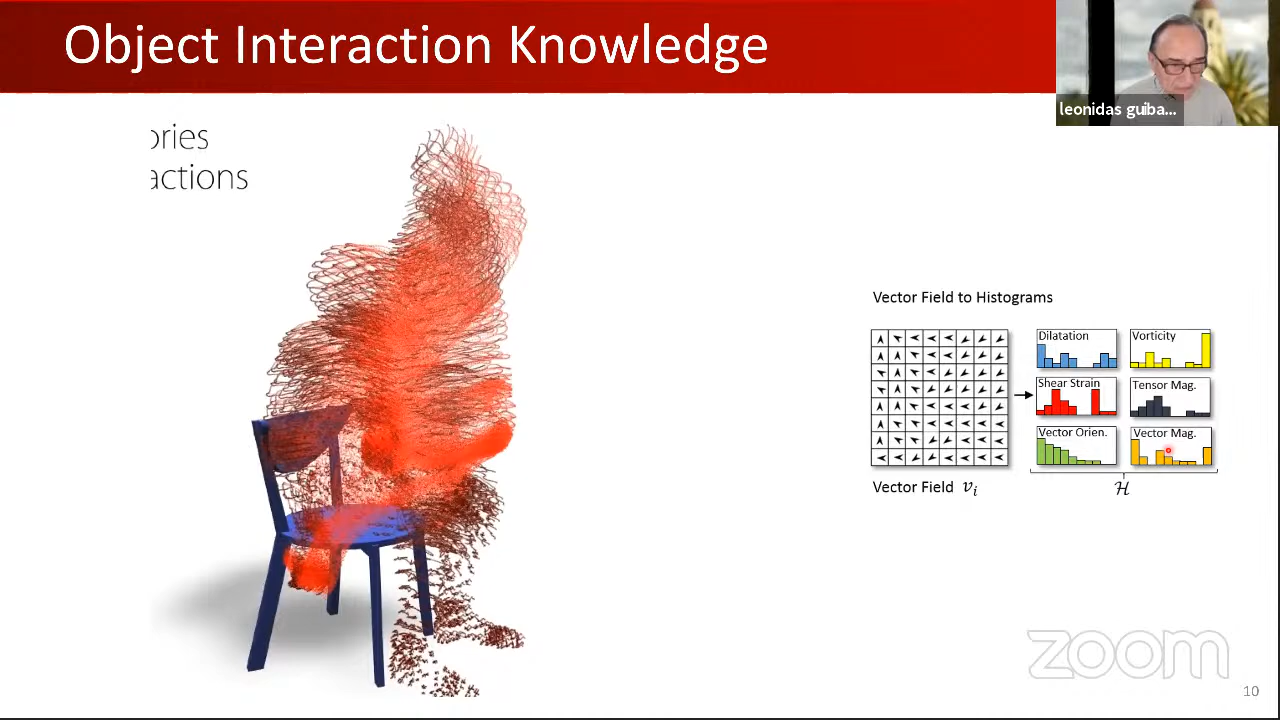 Object Interaction Knowledge
leonidas guiba...
ories
actions
Vector Field to Histograms
Dilatation
Vorticity
Shear Strain
Tensor Mag.
Vector Orien.
Vector Mag.
Vector Field 𝑣ᵢ
ℋ
zoom
10